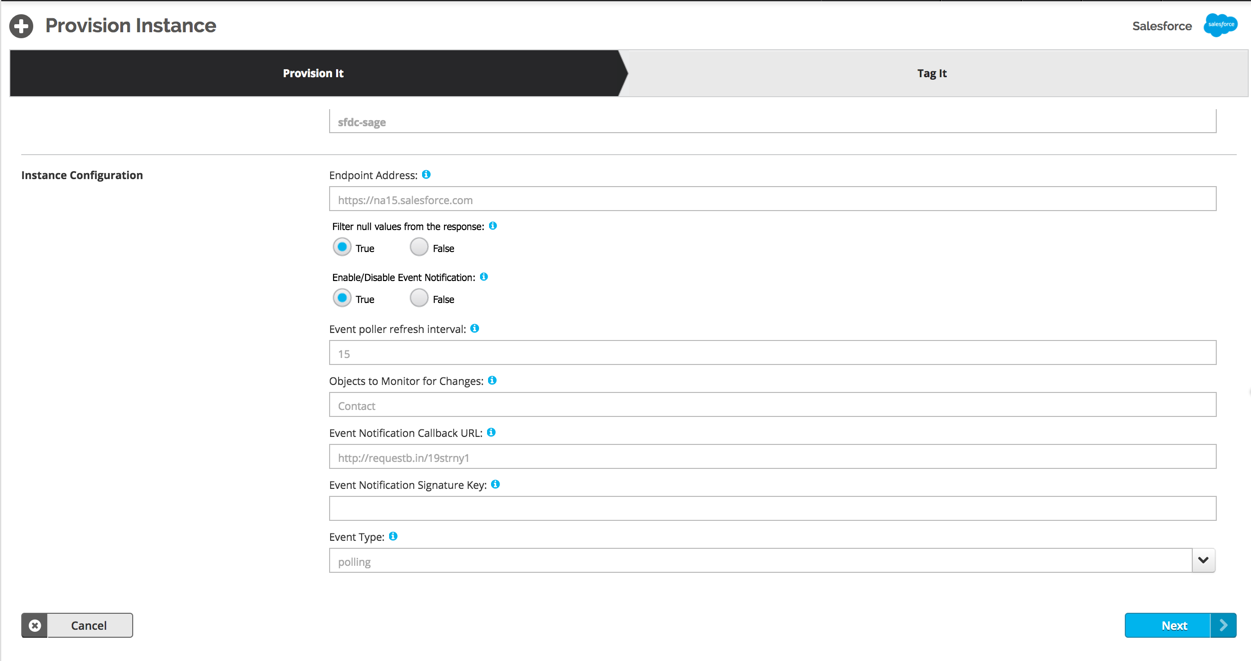 Provision Instance
Salesforce
salesforce
Provision It
Tag It
sfdc-sage
Instance Configuration
Endpoint Address:
https://na15.salesforce.com
Filter null values from the response:
True False
Enable/Disable Event Notification:
True False
Event poller refresh interval:
15
Objects to Monitor for Changes:
Contact
Event Notification Callback URL:
http://requestb.in/19strny1
Event Notification Signature Key:
Event Type:
polling
Cancel
Next